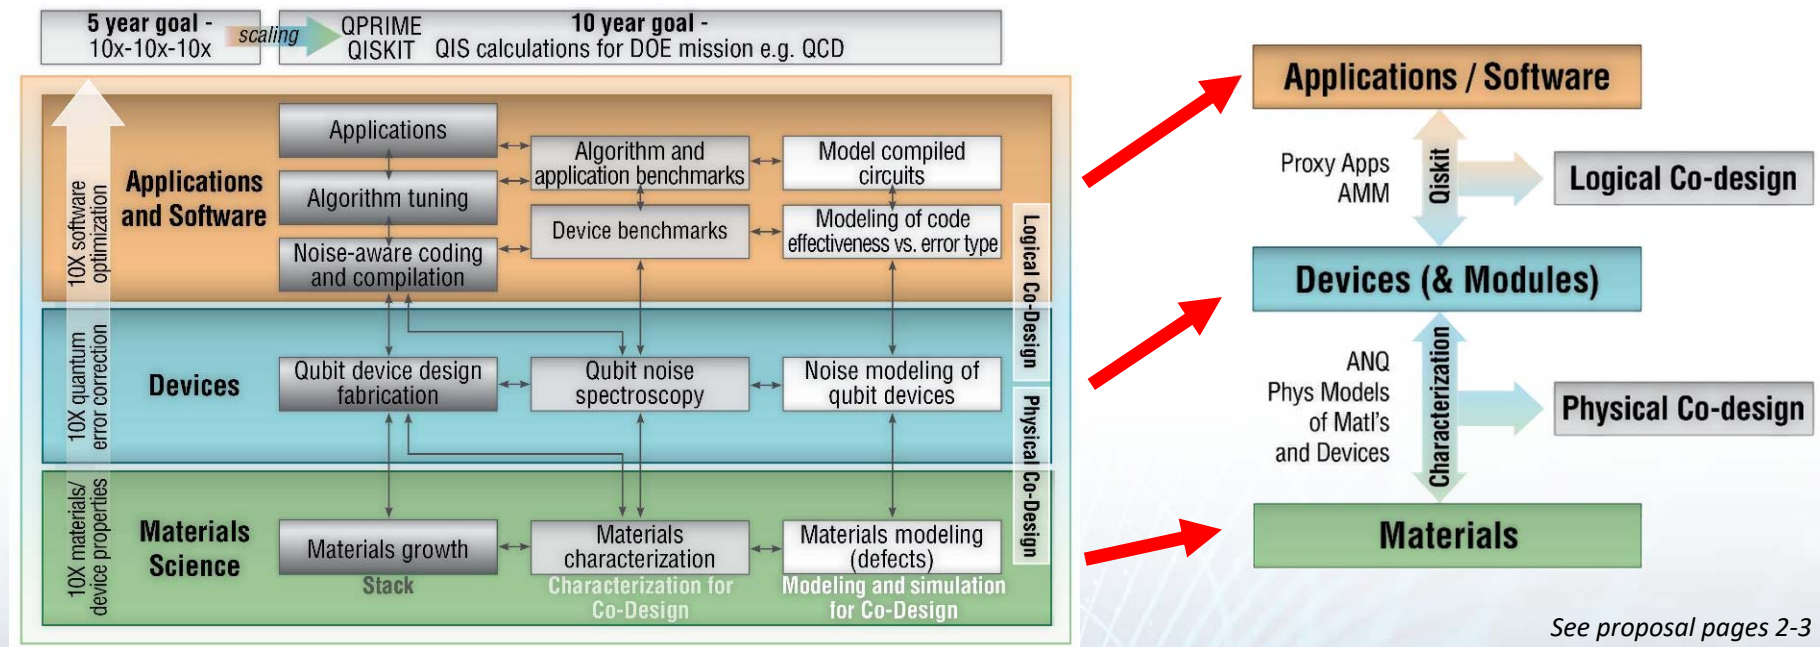 5 year goal -
10x-10x-10x
scaling
QPRIME
QISKIT
10 year goal -
QIS calculations for DOE mission e.g. QCD
10X software
optimization
Applications
and Software
Applications
Algorithm tuning
Noise-aware coding
and compilation
Algorithm and
application benchmarks
Device benchmarks
Model compiled
circuits
Modeling of code
effectiveness vs. error type
Logical Co-Design
10X quantum
error correction
Devices
Qubit device design
fabrication
Qubit noise
spectroscopy
Noise modeling of
qubit devices
Physical Co-Design
10X materials/
device properties
Materials
Science
Materials growth
Stack
Materials
characterization
Characterization for
Co-Design
Materials modeling
(defects)
Modeling and simulation
for Co-Design
Applications / Software
Proxy Apps
AMM
Qiskit
Logical Co-design
Devices (& Modules)
ANQ
Phys Models
of Matl's
and Devices
Characterization
Physical Co-design
Materials
See proposal pages 2-3